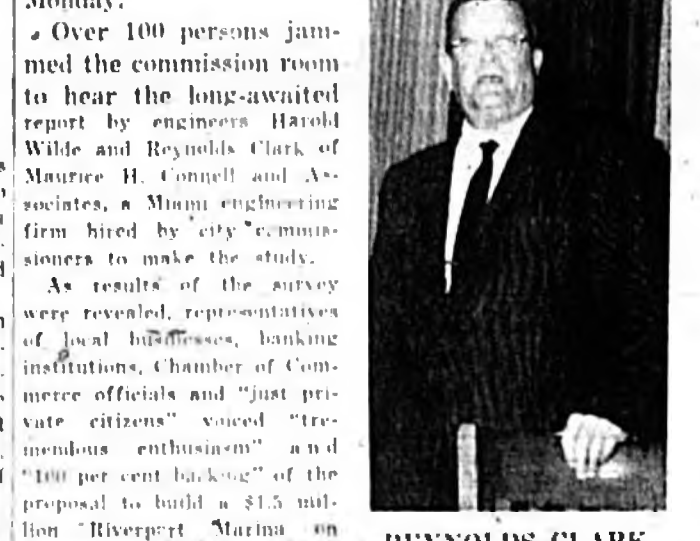 Monday.
Over 100 persons jam-
med the commission room
to hear the long-awaited
report by engineers Harold
Wilde and Reynolds Clark of
Maurice H. Connell and As-
sociates, a Miami engineering
firm hired by city commis-
sioners to make the study.
As results of the survey
were revealed, representatives
of local businesses, banking
institutions, Chamber of Com-
merce officials and "just pri-
vate citizens" voiced "tre-
mendous enthusiasm" and
"100 per cent backing" of the
proposal to build a $1.5 mil-
lion Riverport Marina on
REYNOLDS CLARK